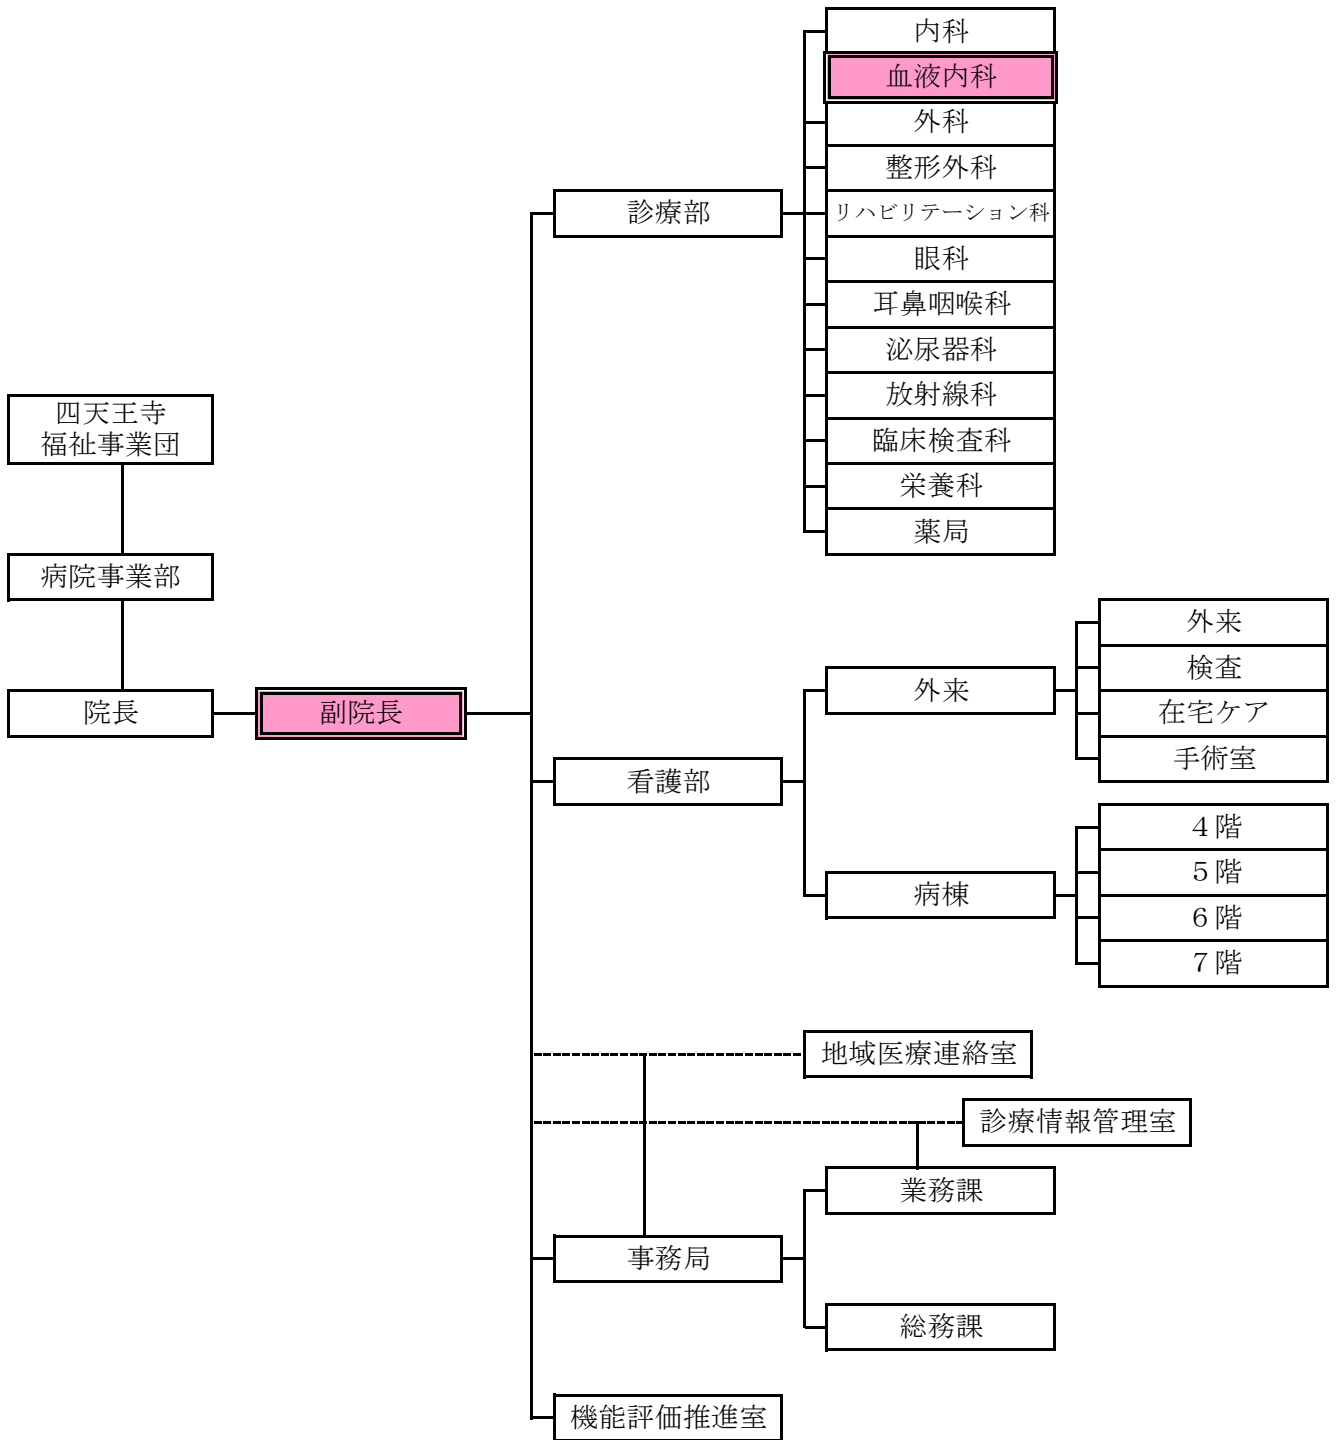 内科
血液内科
外科
整形外科
診療部
リハビリテーション科
眼科
耳鼻咽喉科
泌尿器科
放射線科
四天王寺
福祉事業団
臨床検査科
栄養科
薬局
病院事業部
外来
検査
院長
副院長
外来
在宅ケア
手術室
看護部
4階
5階
病棟
6階
7階
地域医療連絡室
診療情報管理室
業務課
事務局
総務課
機能評価推進室